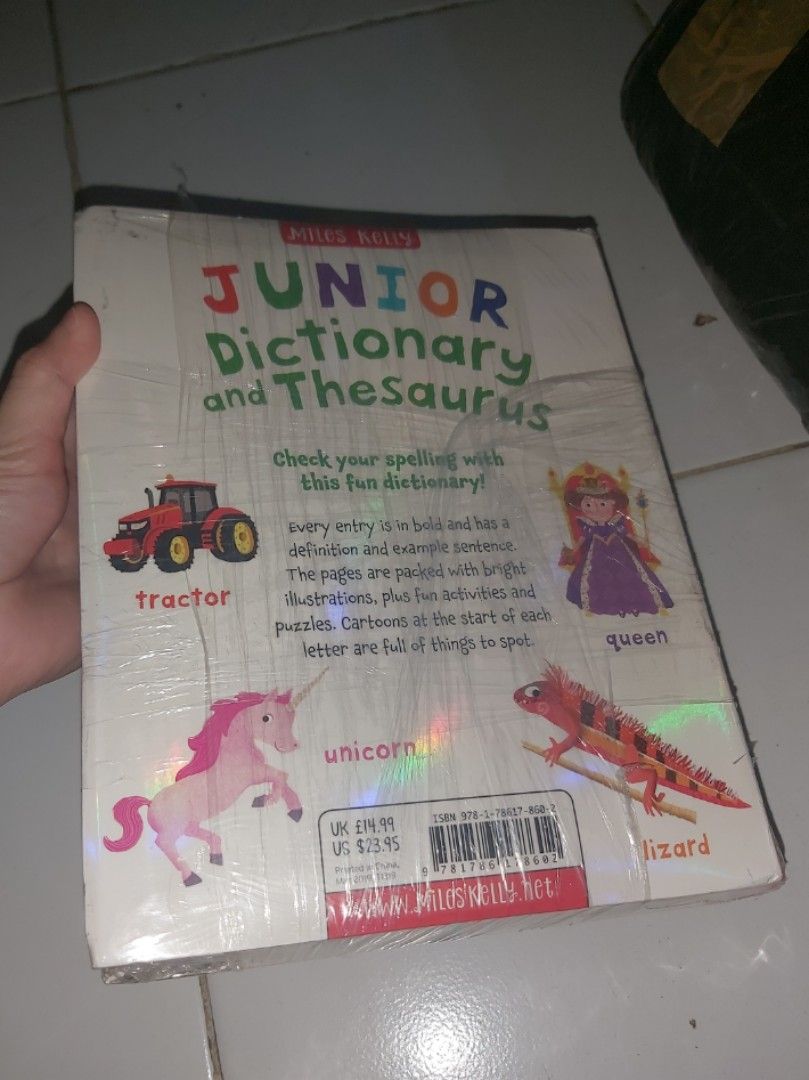 Miles Kelly
JUNIOR
Dictionary
and Thesaurus
Check your spelling with
this fun dictionary!
Every entry is in bold and has a
definition and example sentence.
The pages are packed with bright
illustrations, plus fun activities and
puzzles. Cartoons at the start of each
letter are full of things to spot.
tractor
queen
unicorn
lizard
UK £14.99
US $23.95
Printed in China,
ISBN 978-1-78617-860-2
www.MilesKelly.net